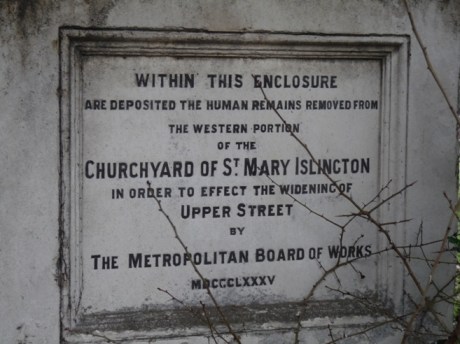 WITHIN THIS ENCLOSURE
ARE DEPOSITED THE HUMAN REMAINS REMOVED FROM
THE WESTERN PORTION
OF THE
CHURCHYARD OF ST. MARY ISLINGTON
IN ORDER TO EFFECT THE WIDENING OF
UPPER STREET
BY
THE METROPOLITAN BOARD OF WORKS
MDCCCLXXXV